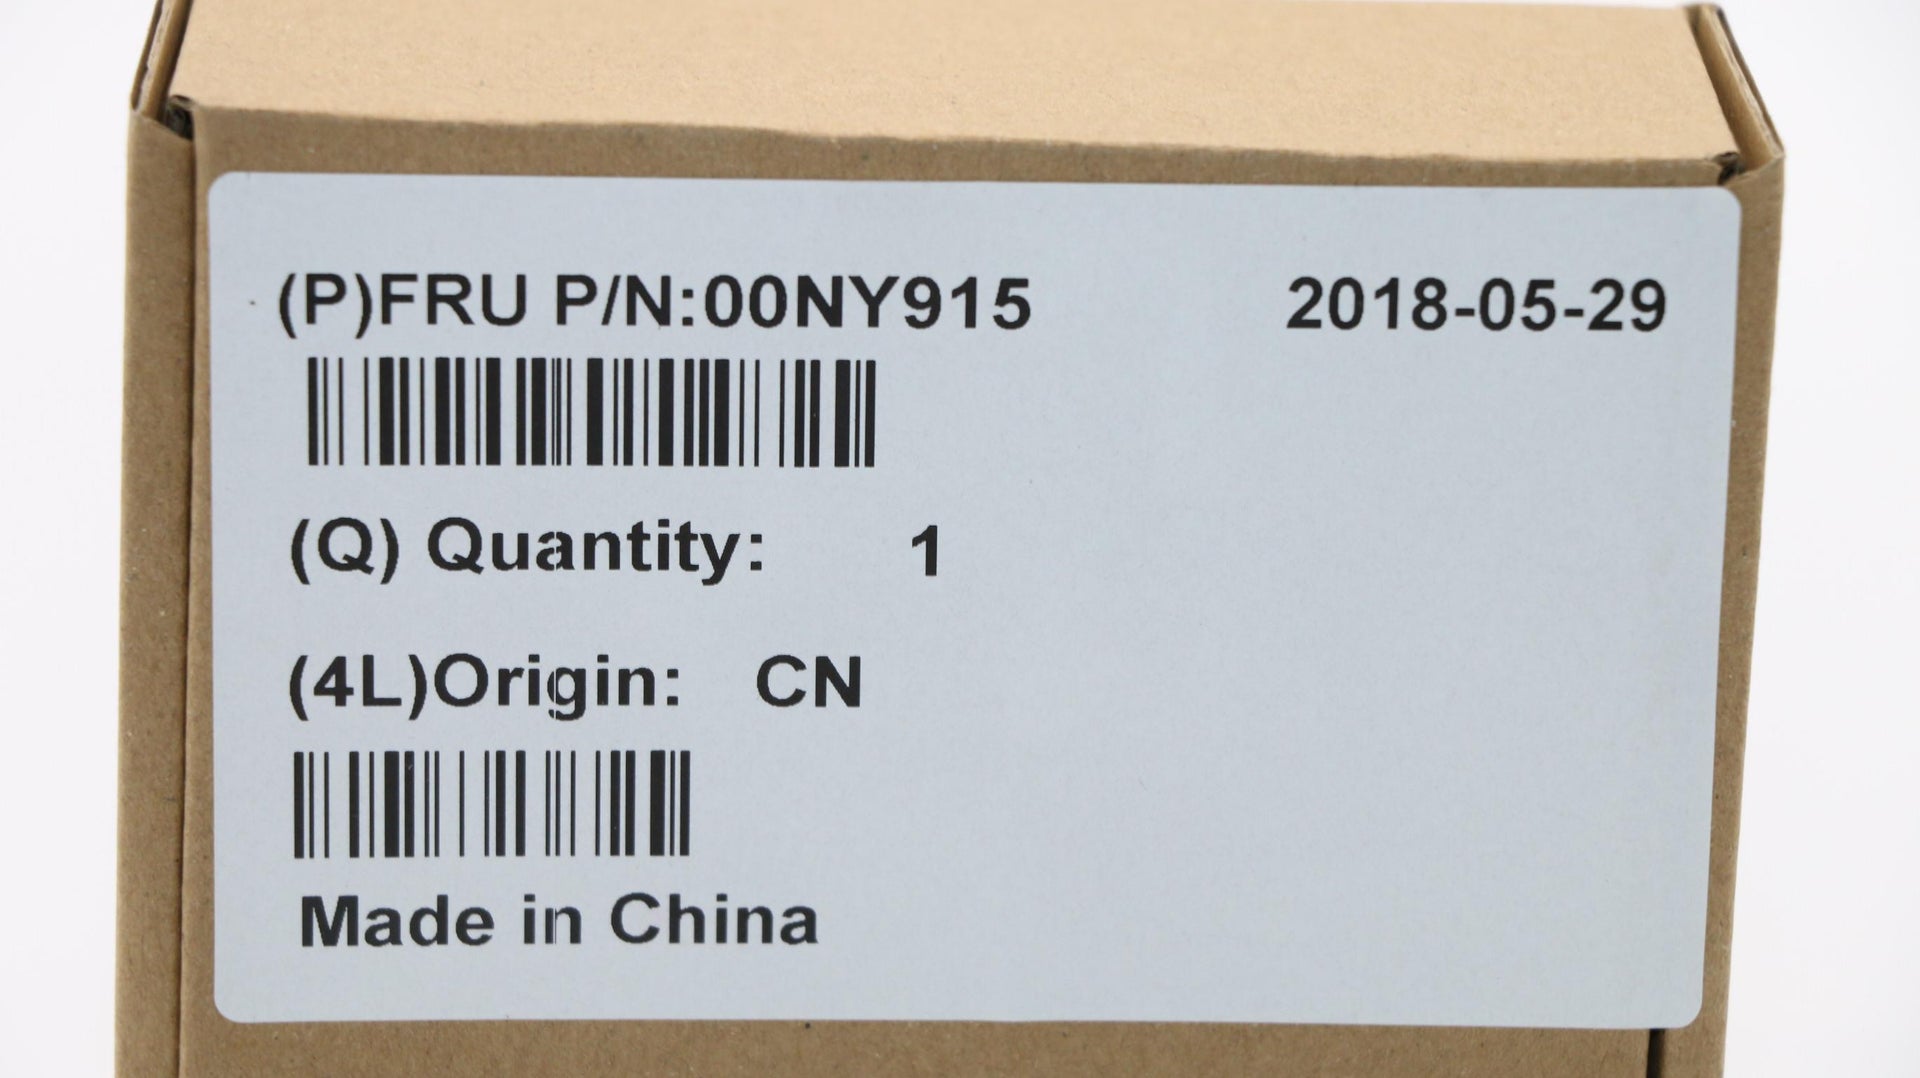 (P)FRU P/N:00NY915 2018-05-29
(Q) Quantity: 1
(4L)Origin: CN
Made in China